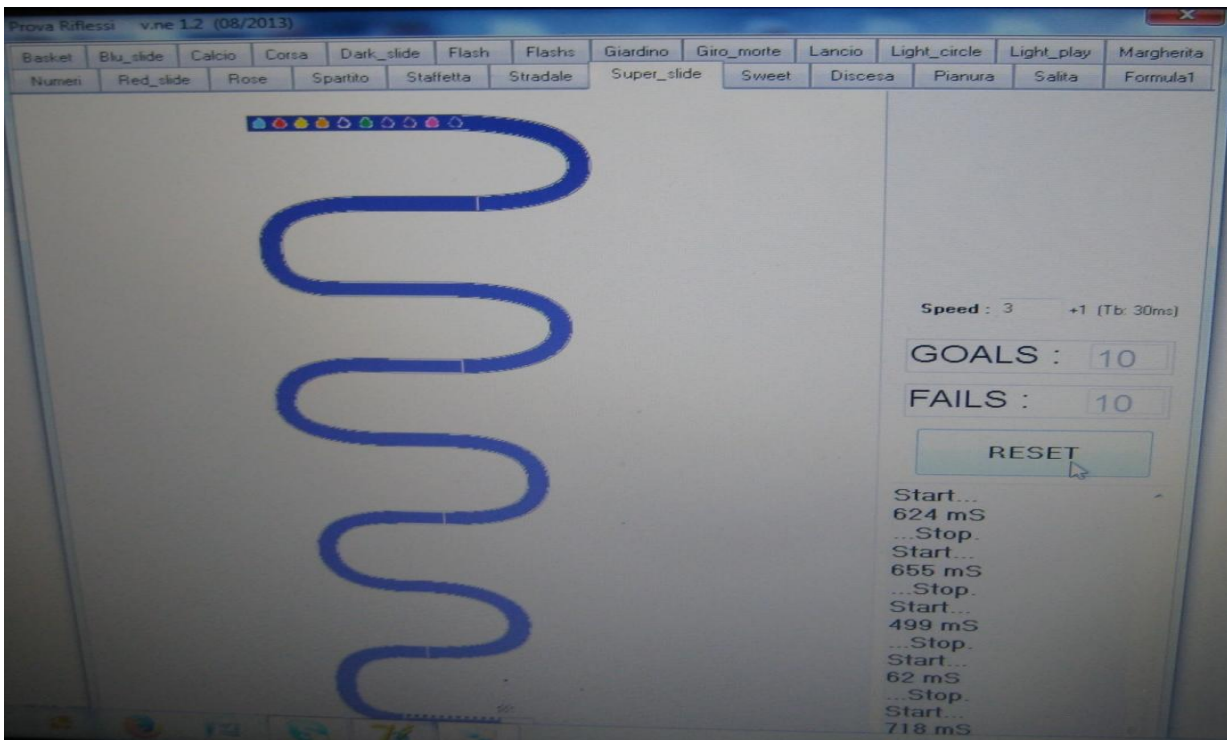 Prova Riflessi v.ne 1.2 (08/2013)
Basket Blu_slide Calcio Corsa Dark_slide Flash Flashs Giardino Giro_morte Lancio Light_circle Light_play Margherita
Numeri Red_slide Rose Spartito Staffetta Stradale Super_slide Sweet Discesa Pianura Salita Formula1
Speed : 3 +1 (Tb: 30ms)
GOALS : 10
FAILS : 10
RESET
Start...
624 mS
...Stop.
Start...
655 mS
...Stop.
Start...
499 mS
...Stop.
Start...
62 mS
...Stop.
Start...
718 mS